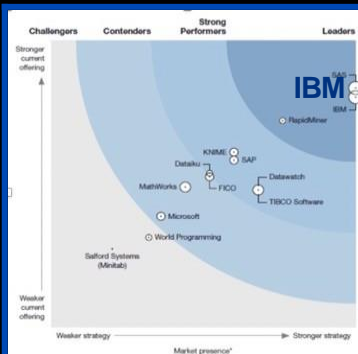 Challengers
Contenders
Strong
Performers
Leaders
Stronger
current
offering
SAS
IBM
IBM
RapidMiner
KNIME
SAP
Dataiku
FICO
Datawatch
MathWorks
TIBCO Software
Microsoft
World Programming
Salford Systems
(Minitab)
Weaker
current
offering
Weaker strategy
Stronger strategy
Market presence*